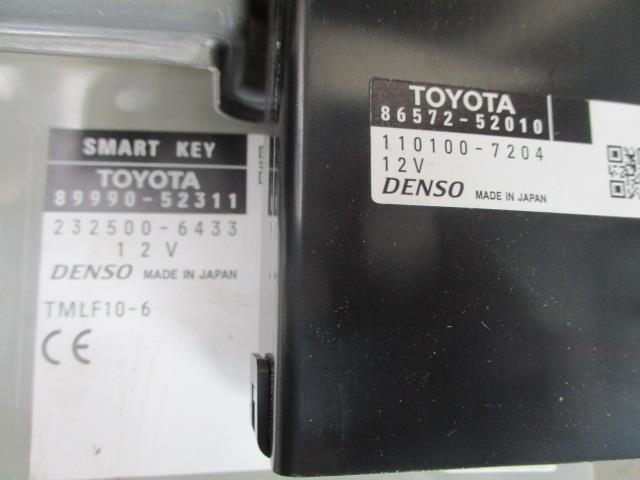 SMART KEY
TOYOTA
89990-52311
232500-6433
12V
DENSO MADE IN JAPAN
TMLF10-6
CE
TOYOTA
86572-52010
110100-7204
12V
DENSO MADE IN JAPAN